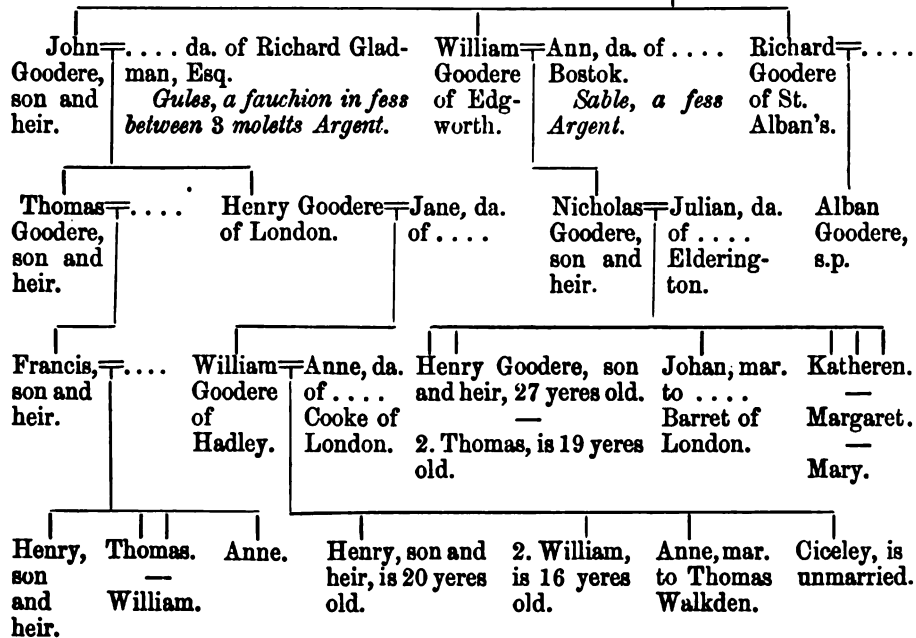 John=.... da. of Richard Glad-
Goodere, man, Esq.
son and Gules, a fauchion in fess
heir. between 3 moletts Argent.
William=Ann, da. of ....
Goodere Bostok.
of Edg- Sable, a fess
worth. Argent.
Richard=....
Goodere
of St.
Alban's.
Thomas=....
Goodere,
son and
heir.
Henry Goodere=Jane, da.
of London. of ....
Nicholas=Julian, da.
Goodere, of ....
son and Eldering-
heir. ton.
Alban
Goodere,
s.p.
Francis,=....
son and
heir.
William=Anne, da.
Goodere of ....
of Cooke of
Hadley. London.
Henry Goodere, son
and heir, 27 yeres old.
—
2. Thomas, is 19 yeres
old.
Johan, mar.
to ....
Barret of
London.
Katheren.
—
Margaret.
—
Mary.
Henry,
son
and
heir.
Thomas.
—
William.
Anne.
Henry, son and
heir, is 20 yeres
old.
2. William,
is 16 yeres
old.
Anne, mar.
to Thomas
Walkden.
Ciceley, is
unmarried.